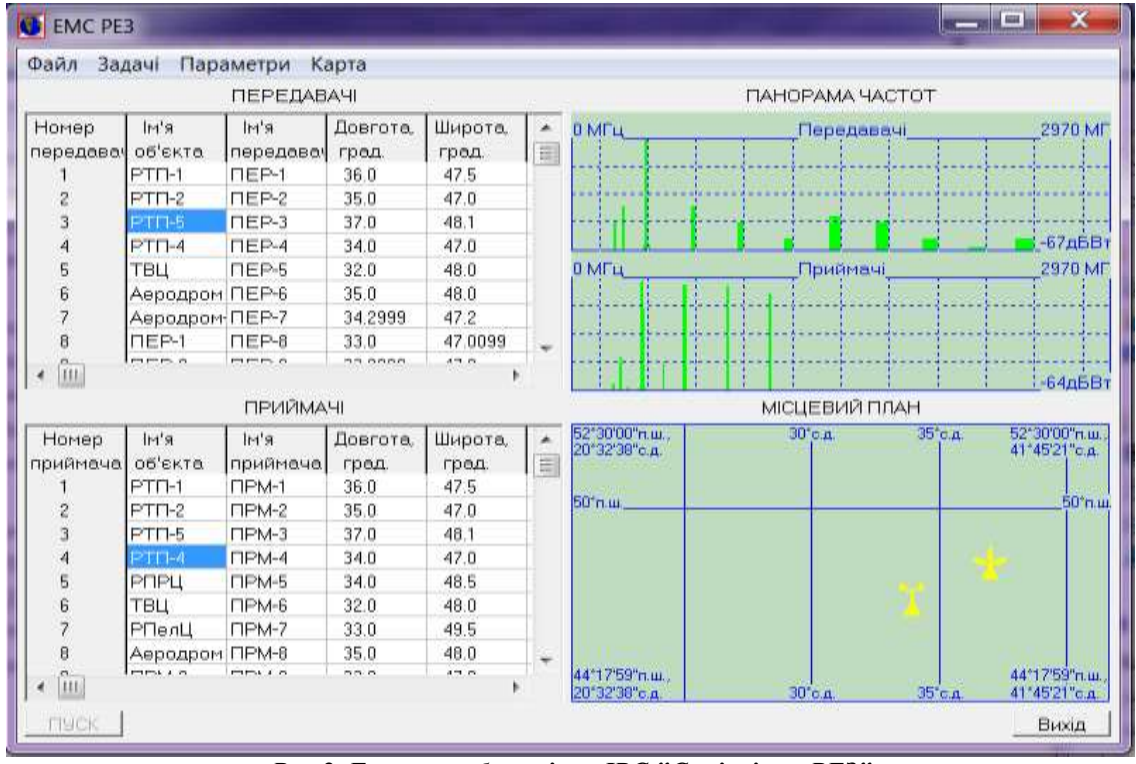 ЕМС РЕЗ
Файл Задачі Параметри Карта
ПЕРЕДАВАЧІ
Номер передавач Ім'я об'єкта Ім'я передавач Довгота, град. Широта, град.
1 РТП-1 ПЕР-1 36.0 47.5
2 РТП-2 ПЕР-2 35.0 47.0
3 РТП-5 ПЕР-3 37.0 48.1
4 РТП-4 ПЕР-4 34.0 47.0
5 ТВЦ ПЕР-5 32.0 48.0
6 Аеродром ПЕР-6 35.0 48.0
7 Аеродром- ПЕР-7 34.2999 47.2
8 ПЕР-1 ПЕР-8 33.0 47.0099
ПРИЙМАЧІ
Номер приймача Ім'я об'єкта Ім'я приймача Довгота, град. Широта, град.
1 РТП-1 ПРМ-1 36.0 47.5
2 РТП-2 ПРМ-2 35.0 47.0
3 РТП-5 ПРМ-3 37.0 48.1
4 РТП-4 ПРМ-4 34.0 47.0
5 РПРЦ ПРМ-5 34.0 48.5
6 ТВЦ ПРМ-6 32.0 48.0
7 РПелЦ ПРМ-7 33.0 49.5
8 Аеродром ПРМ-8 35.0 48.0
ПУСК
ПАНОРАМА ЧАСТОТ
0 МГц Передавачі 2970 МГ
-67дБВт
0 МГц Приймачі 2970 МГ
-64дБВт
МІСЦЕВИЙ ПЛАН
52°30'00"п.ш., 30°с.д. 35°с.д. 52°30'00"п.ш.,
20°32'38"с.д. 41°45'21"с.д.
50°п.ш. 50°п.ш.
44°17'59"п.ш., 44°17'59"п.ш.,
20°32'38"с.д. 30°с.д. 35°с.д. 41°45'21"с.д.
Вихід